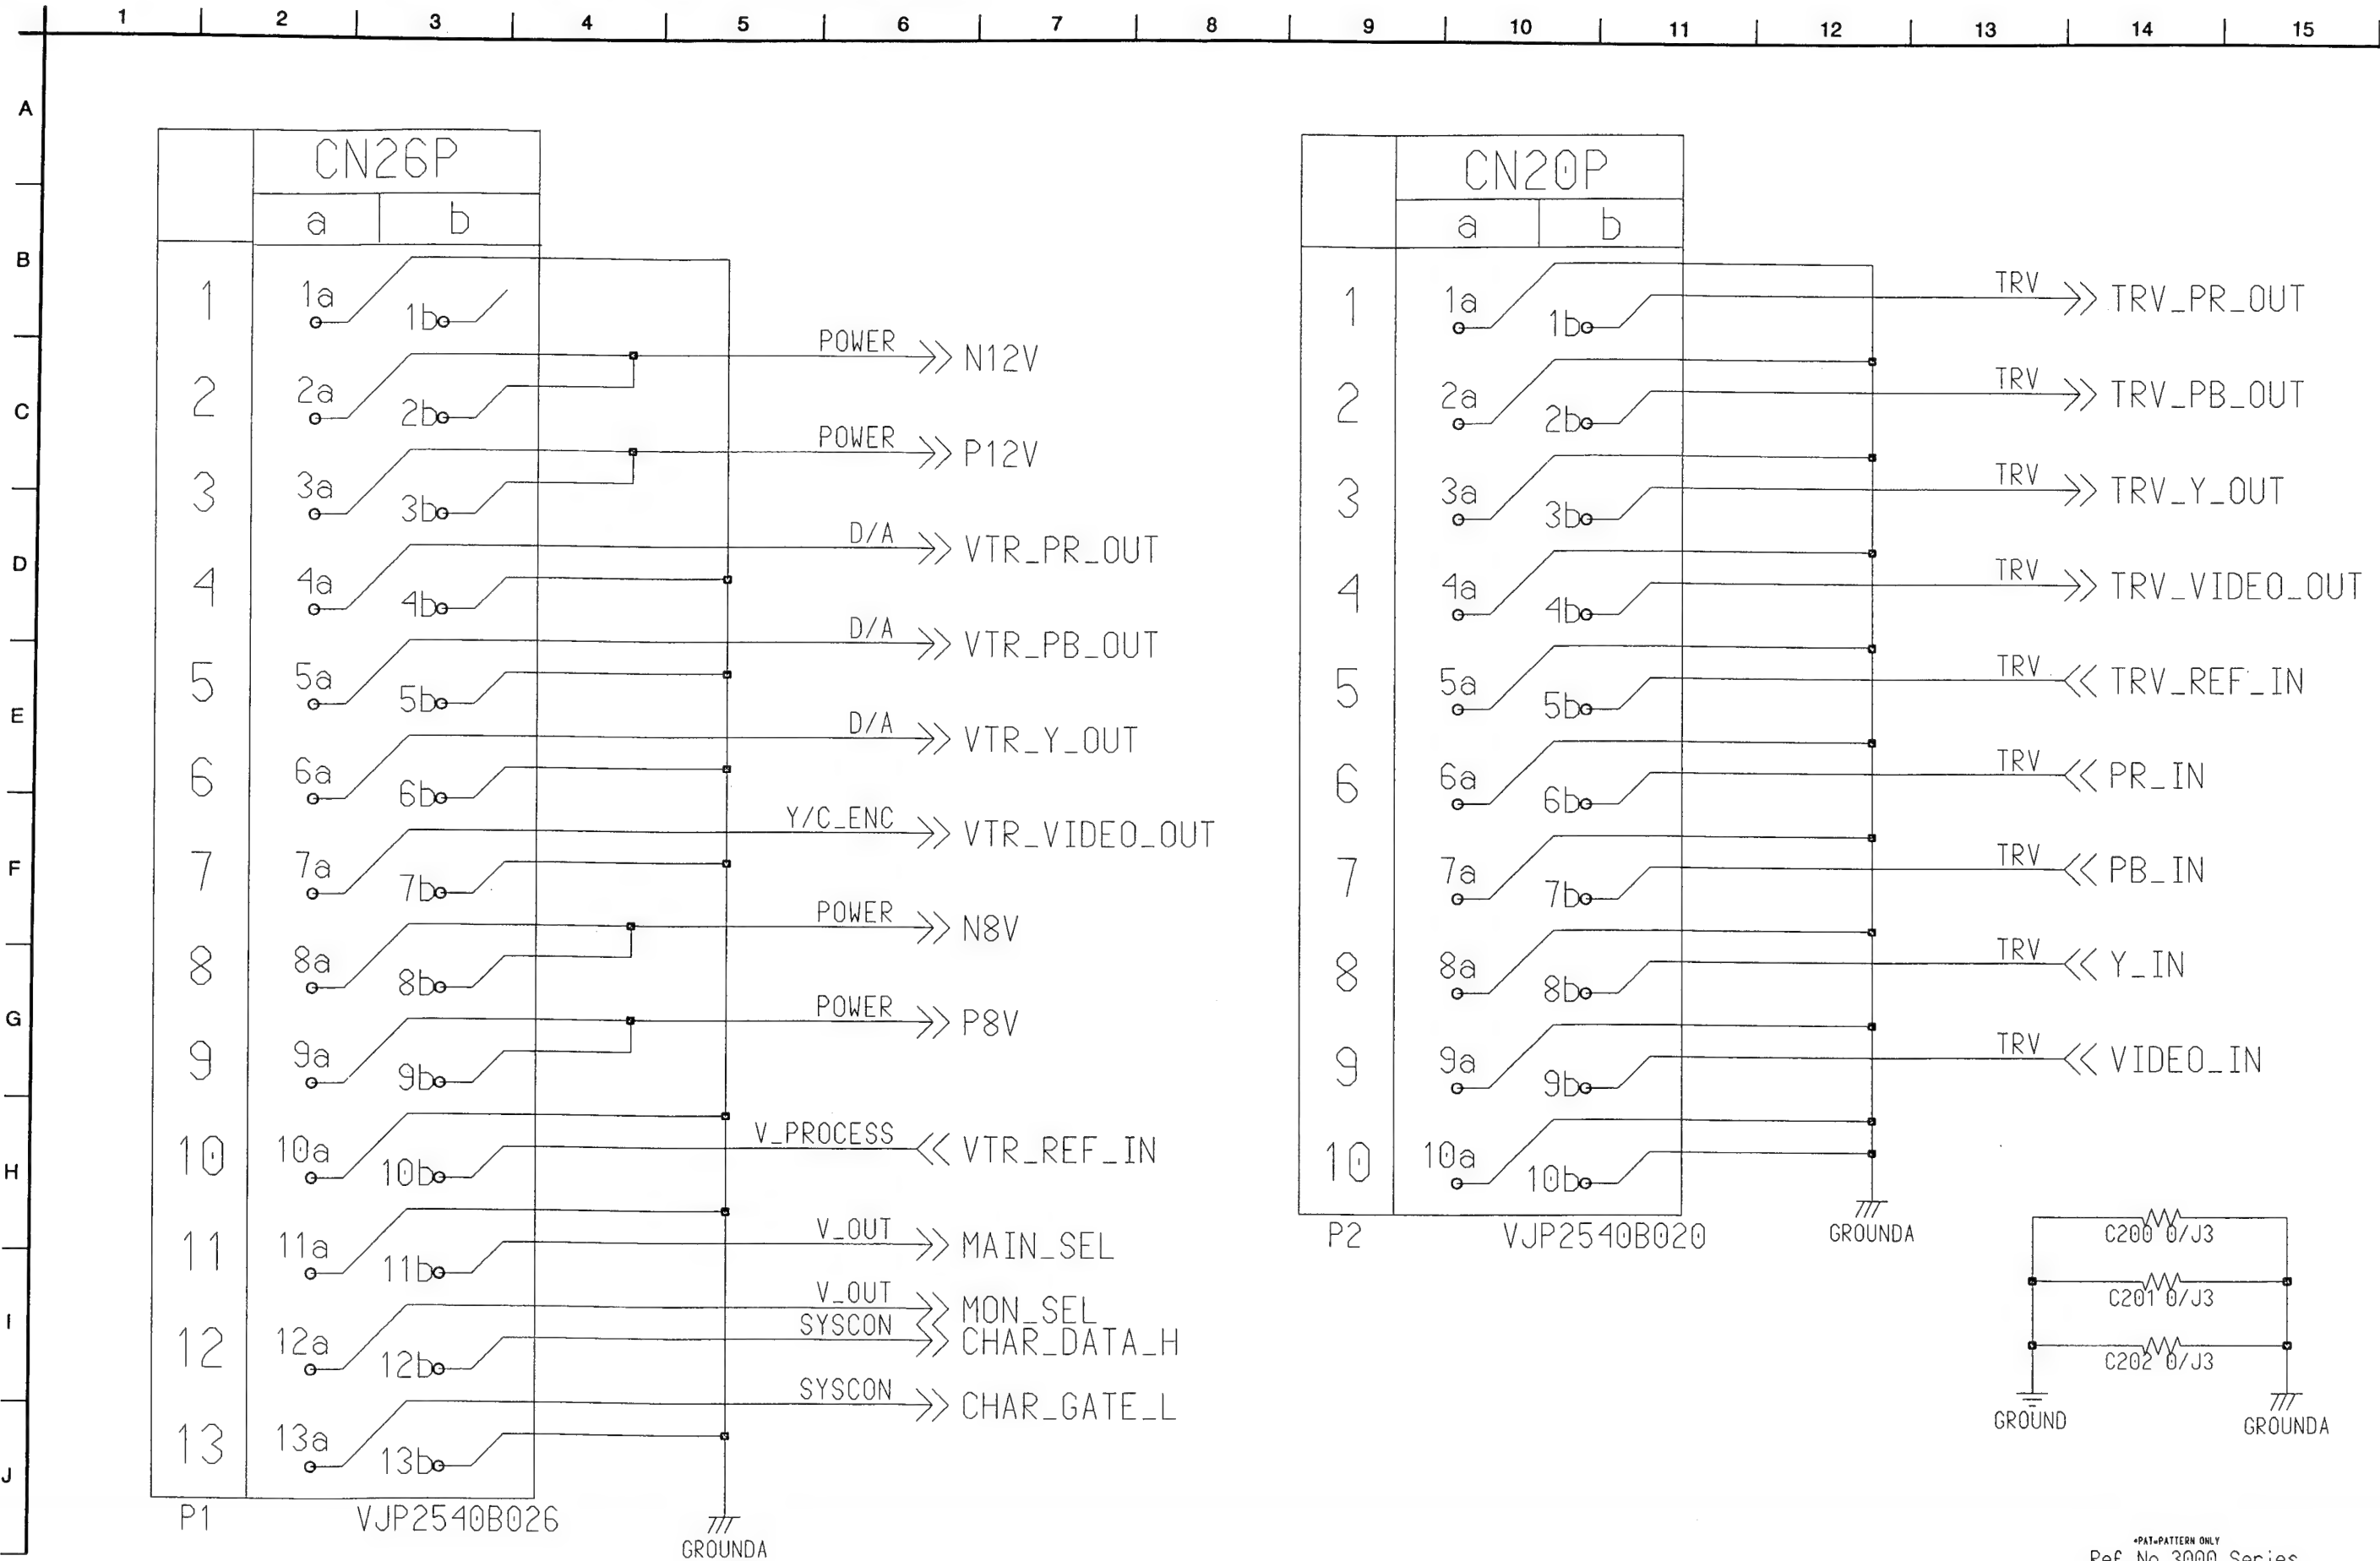 1 2 3 4 5 6 7 8 9 10 11 12 13 14 15
A
B
C
D
E
F
G
H
I
J
CN26P
a b
1 1a 1b
2 2a 2b POWER N12V
3 3a 3b POWER P12V
4 4a 4b D/A VTR_PR_OUT
5 5a 5b D/A VTR_PB_OUT
6 6a 6b D/A VTR_Y_OUT
7 7a 7b Y/C_ENC VTR_VIDEO_OUT
8 8a 8b POWER N8V
9 9a 9b POWER P8V
10 10a 10b V_PROCESS VTR_REF_IN
11 11a 11b V_OUT MAIN_SEL
V_OUT MON_SEL
12 12a 12b SYSCON CHAR_DATA_H
13 13a 13b SYSCON CHAR_GATE_L
P1 VJP2540B026
GROUNDA
CN20P
a b
1 1a 1b TRV TRV_PR_OUT
2 2a 2b TRV TRV_PB_OUT
3 3a 3b TRV TRV_Y_OUT
4 4a 4b TRV TRV_VIDEO_OUT
5 5a 5b TRV TRV_REF_IN
6 6a 6b TRV PR_IN
7 7a 7b TRV PB_IN
8 8a 8b TRV Y_IN
9 9a 9b TRV VIDEO_IN
10 10a 10b
P2 VJP2540B020 GROUNDA
C200 0/J3
C201 0/J3
C202 0/J3
GROUND GROUNDA
*PAT=PATTERN ONLY
Ref No 3000 Series